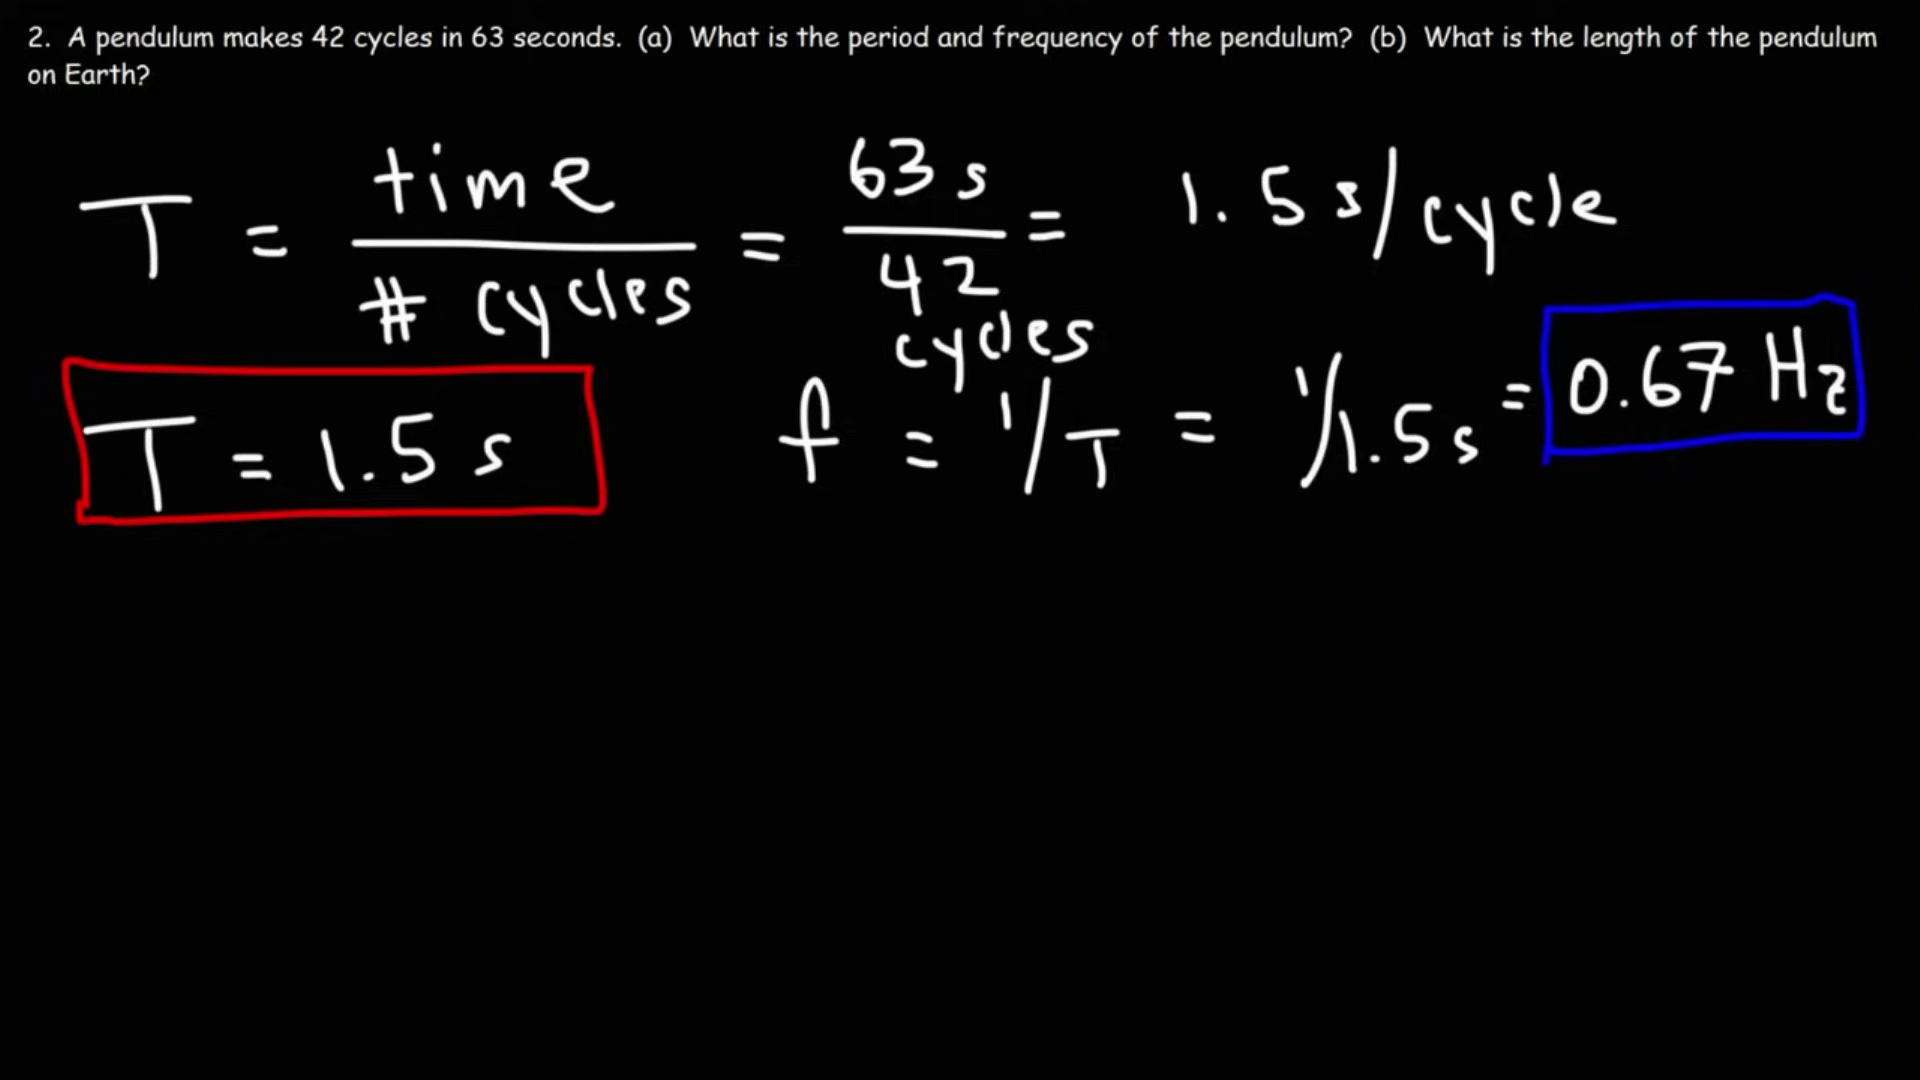 2. A pendulum makes 42 cycles in 63 seconds. (a) What is the period and frequency of the pendulum? (b) What is the length of the pendulum
on Earth?
T = time / # cycles = 63 s / 42 cycles = 1.5 s/cycle
T = 1.5 s
f = 1/T = 1/1.5 s = 0.67 Hz